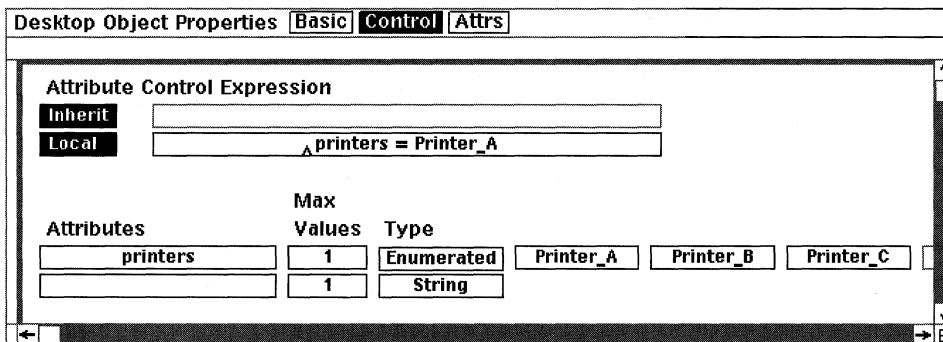 Desktop Object Properties Basic Control Attrs
Attribute Control Expression
Inherit
Local ^printers = Printer_A
Max
Attributes Values Type
printers 1 Enumerated Printer_A Printer_B Printer_C
1 String